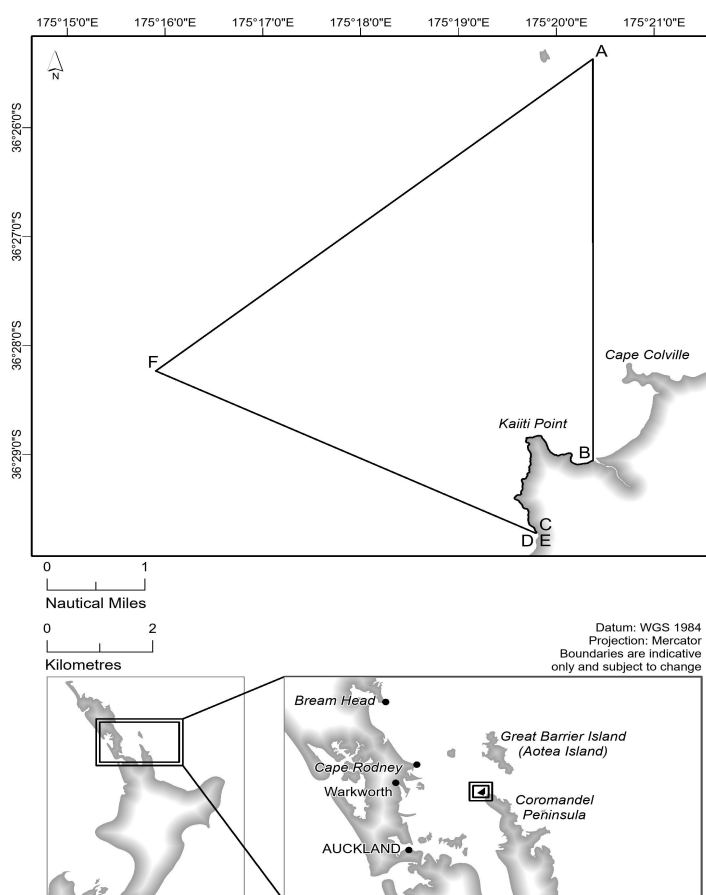 175°15'0"E 175°16'0"E 175°17'0"E 175°18'0"E 175°19'0"E 175°20'0"E 175°21'0"E
N
A
36°26'0"S
36°27'0"S
36°28'0"S
F
Cape Colville
Kaiiti Point
36°29'0"S
B
C
D E
0 1
Nautical Miles
0 2
Kilometres
Datum: WGS 1984
Projection: Mercator
Boundaries are indicative
only and subject to change
Bream Head
Great Barrier Island
(Aotea Island)
Cape Rodney
Warkworth
Coromandel
Peninsula
AUCKLAND